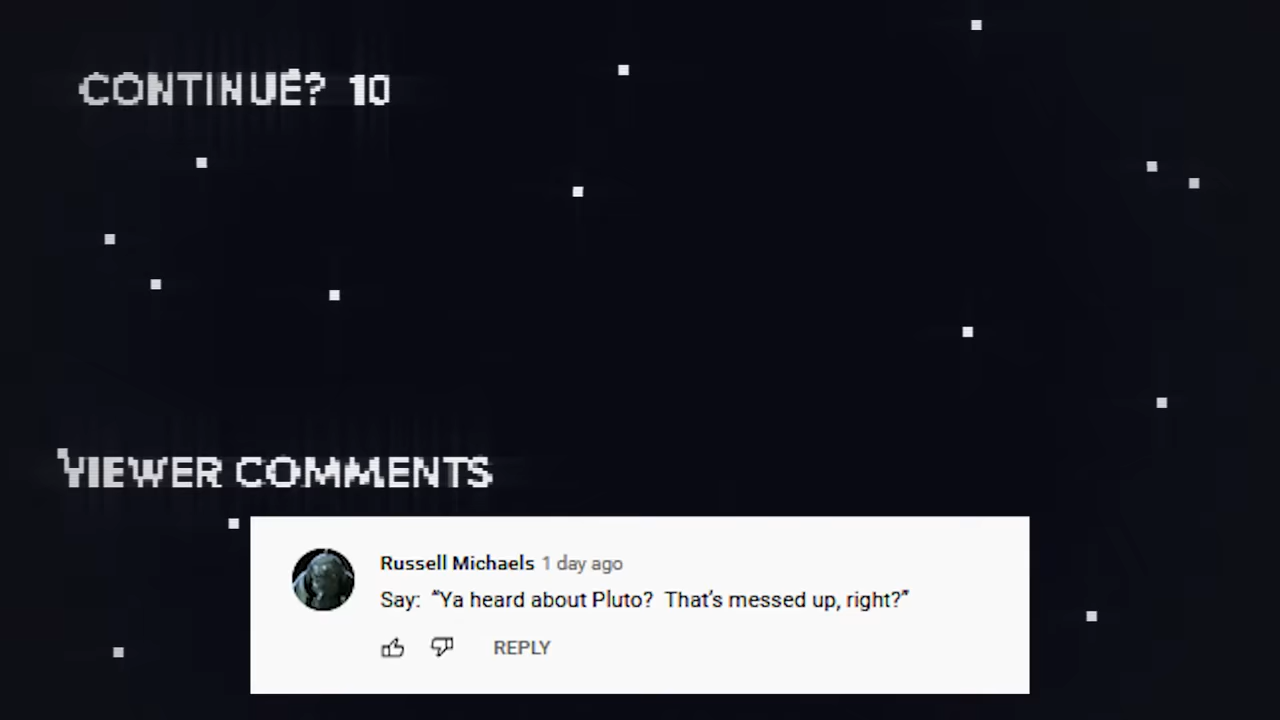 CONTINUE? 10
VIEWER COMMENTS
Russell Michaels 1 day ago
Say: “Ya heard about Pluto? That’s messed up, right?”
REPLY